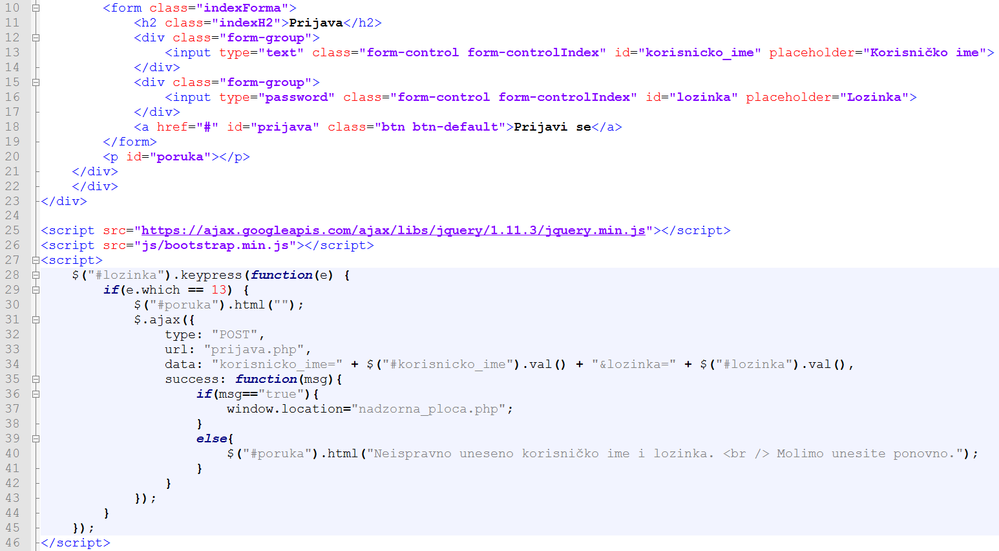 10 <form class="indexForma">
11 <h2 class="indexH2">Prijava</h2>
12 <div class="form-group">
13 <input type="text" class="form-control form-controlIndex" id="korisnicko_ime" placeholder="Korisničko ime">
14 </div>
15 <div class="form-group">
16 <input type="password" class="form-control form-controlIndex" id="lozinka" placeholder="Lozinka">
17 </div>
18 <a href="#" id="prijava" class="btn btn-default">Prijavi se</a>
19 </form>
20 <p id="poruka"></p>
21 </div>
22 </div>
23 </div>
24
25 <script src="https://ajax.googleapis.com/ajax/libs/jquery/1.11.3/jquery.min.js"></script>
26 <script src="js/bootstrap.min.js"></script>
27 <script>
28 $("#lozinka").keypress(function(e) {
29 if(e.which == 13) {
30 $("#poruka").html("");
31 $.ajax({
32 type: "POST",
33 url: "prijava.php",
34 data: "korisnicko_ime=" + $("#korisnicko_ime").val() + "&lozinka=" + $("#lozinka").val(),
35 success: function(msg){
36 if(msg=="true"){
37 window.location="nadzorna_ploca.php";
38 }
39 else{
40 $("#poruka").html("Neispravno uneseno korisničko ime i lozinka. <br /> Molimo unesite ponovno.");
41 }
42 }
43 });
44 }
45 });
46 </script>